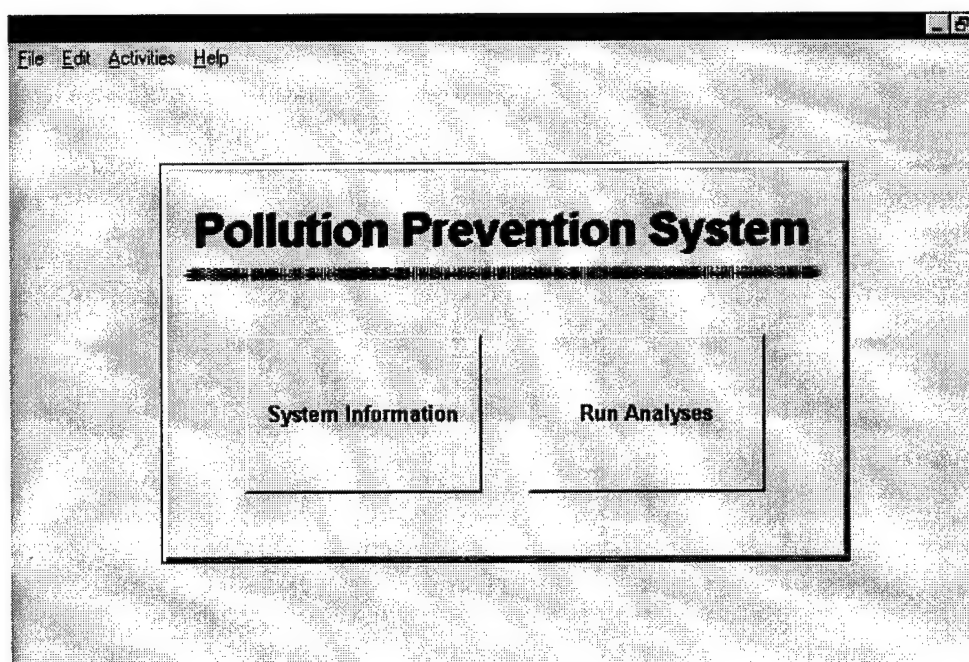 File Edit Activities Help
Pollution Prevention System
System Information Run Analyses